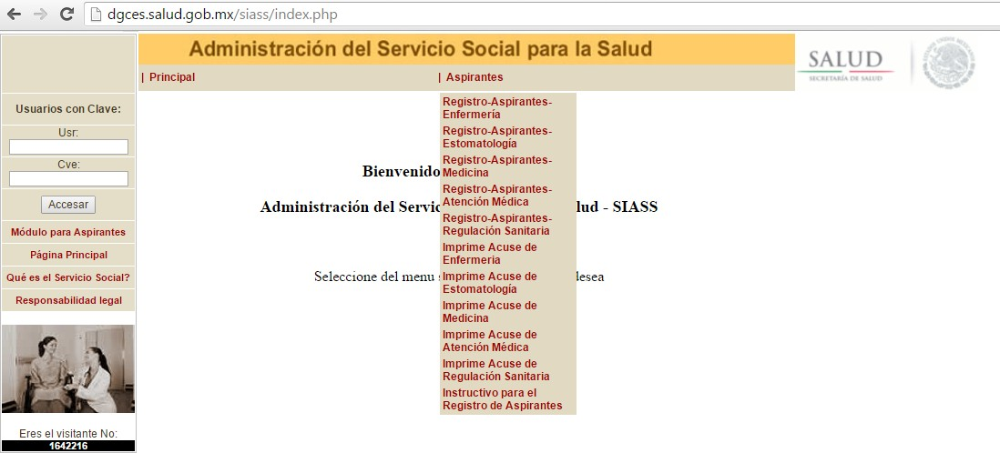 dgces.salud.gob.mx/siass/index.php
Administración del Servicio Social para la Salud
SALUD
SECRETARÍA DE SALUD
| Principal
| Aspirantes
Usuarios con Clave:
Usr:
Cve:
Accesar
Módulo para Aspirantes
Página Principal
Qué es el Servicio Social?
Responsabilidad legal
Eres el visitante No:
1642216
Registro-Aspirantes-
Enfermería
Registro-Aspirantes-
Estomatología
Registro-Aspirantes-
Medicina
Registro-Aspirantes-
Atención Médica
Registro-Aspirantes-
Regulación Sanitaria
Imprime Acuse de
Enfermeria
Imprime Acuse de
Estomatología
Imprime Acuse de
Medicina
Imprime Acuse de
Atención Médica
Imprime Acuse de
Regulación Sanitaria
Instructivo para el
Registro de Aspirantes
Bienvenido
Administración del Servic lud - SIASS
Seleccione del menu desea